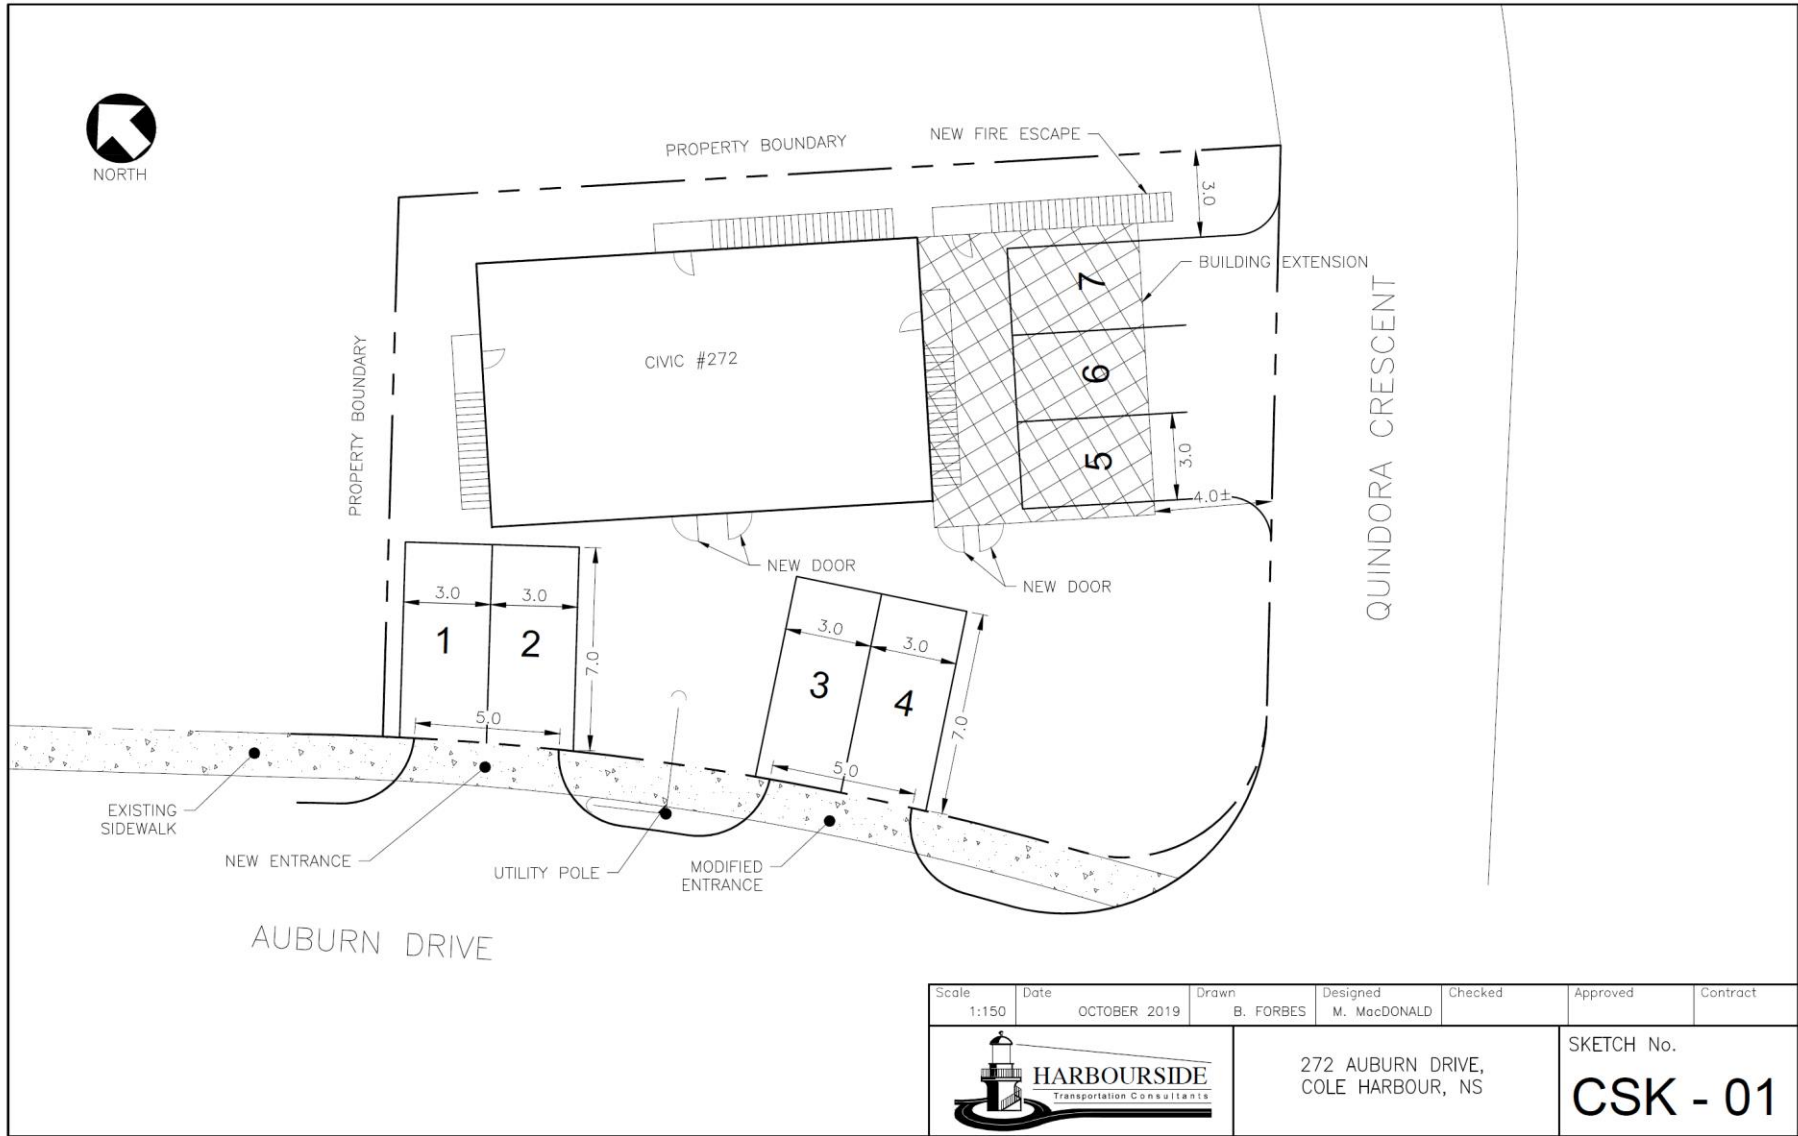 NORTH
PROPERTY BOUNDARY
NEW FIRE ESCAPE
3.0
BUILDING EXTENSION
7
6
5
3.0
4.0±
CIVIC #272
PROPERTY BOUNDARY
QUINDORA CRESCENT
NEW DOOR
NEW DOOR
3.0
3.0
1
2
7.0
5.0
3.0
3.0
3
4
7.0
5.0
EXISTING
SIDEWALK
NEW ENTRANCE
UTILITY POLE
MODIFIED
ENTRANCE
AUBURN DRIVE
Scale
1:150
Date
OCTOBER 2019
Drawn
B. FORBES
Designed
M. MacDONALD
Checked
Approved
Contract
HARBOURSIDE
Transportation Consultants
272 AUBURN DRIVE,
COLE HARBOUR, NS
SKETCH No.
CSK - 01